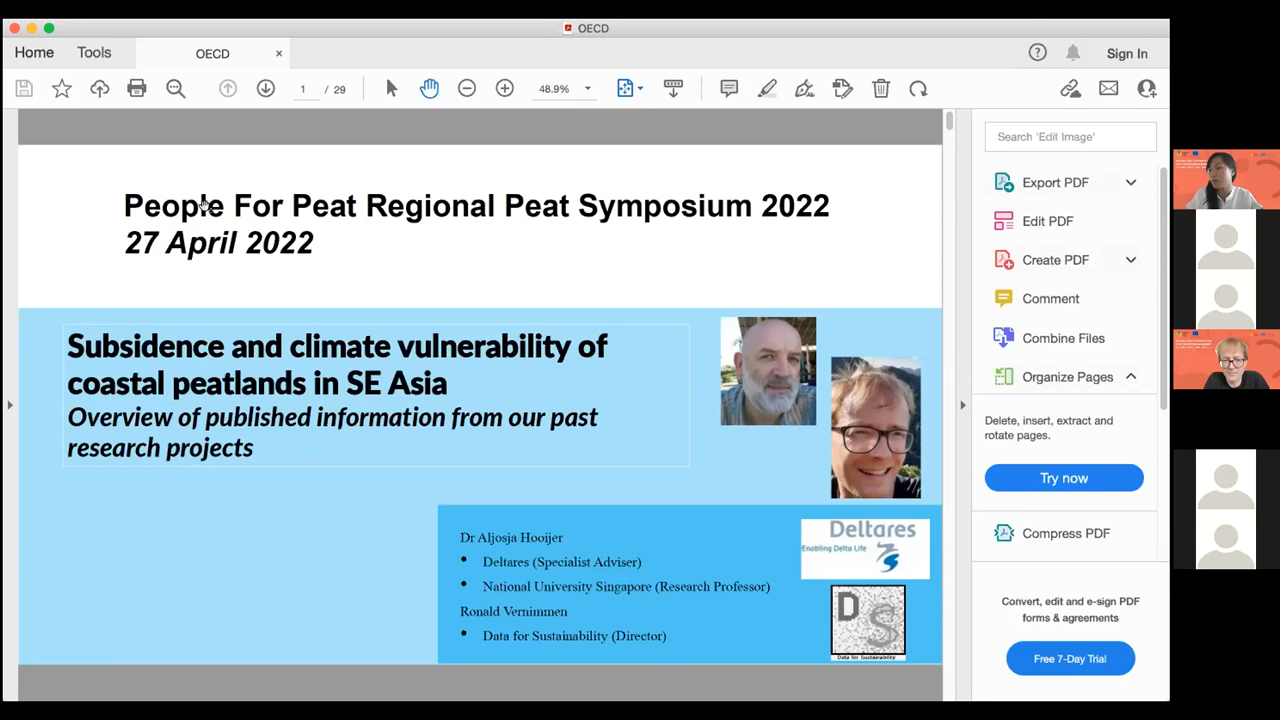 OECD
Home
Tools
OECD
×
Sign In
1 / 29
48.9%
People For Peat Regional Peat Symposium 2022
27 April 2022
Subsidence and climate vulnerability of
coastal peatlands in SE Asia
Overview of published information from our past
research projects
Dr Aljosja Hooijer
• Deltares (Specialist Adviser)
• National University Singapore (Research Professor)
Ronald Vernimmen
• Data for Sustainability (Director)
Deltares
Enabling Delta Life
D
S
Data for Sustainability
Search 'Edit Image'
Export PDF
Edit PDF
Create PDF
Comment
Combine Files
Organize Pages
Delete, insert, extract and
rotate pages.
Try now
Compress PDF
Convert, edit and e-sign PDF
forms & agreements
Free 7-Day Trial